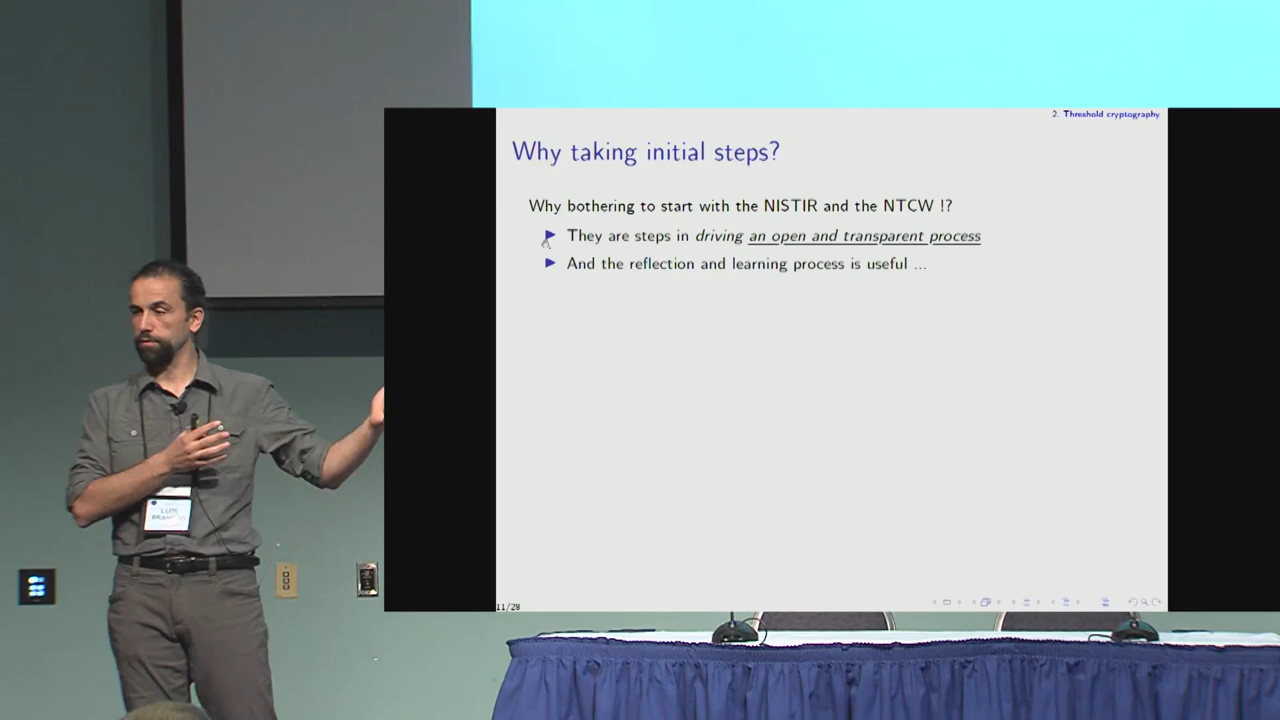 2. Threshold cryptography
Why taking initial steps?
Why bothering to start with the NISTIR and the NTCW !?
They are steps in driving an open and transparent process
And the reflection and learning process is useful ...
11/28
LUIS